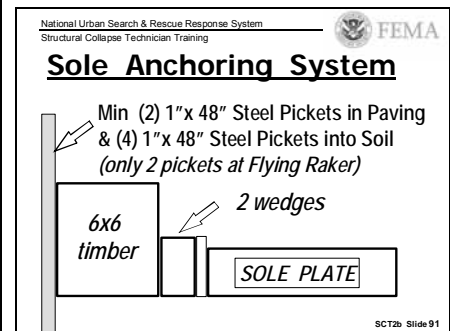 National Urban Search & Rescue Response System
Structural Collapse Technician Training
FEMA
Sole Anchoring System
Min (2) 1"x 48" Steel Pickets in Paving
& (4) 1"x 48" Steel Pickets into Soil
(only 2 pickets at Flying Raker)
2 wedges
6x6
timber
SOLE PLATE
SCT2b Slide 91